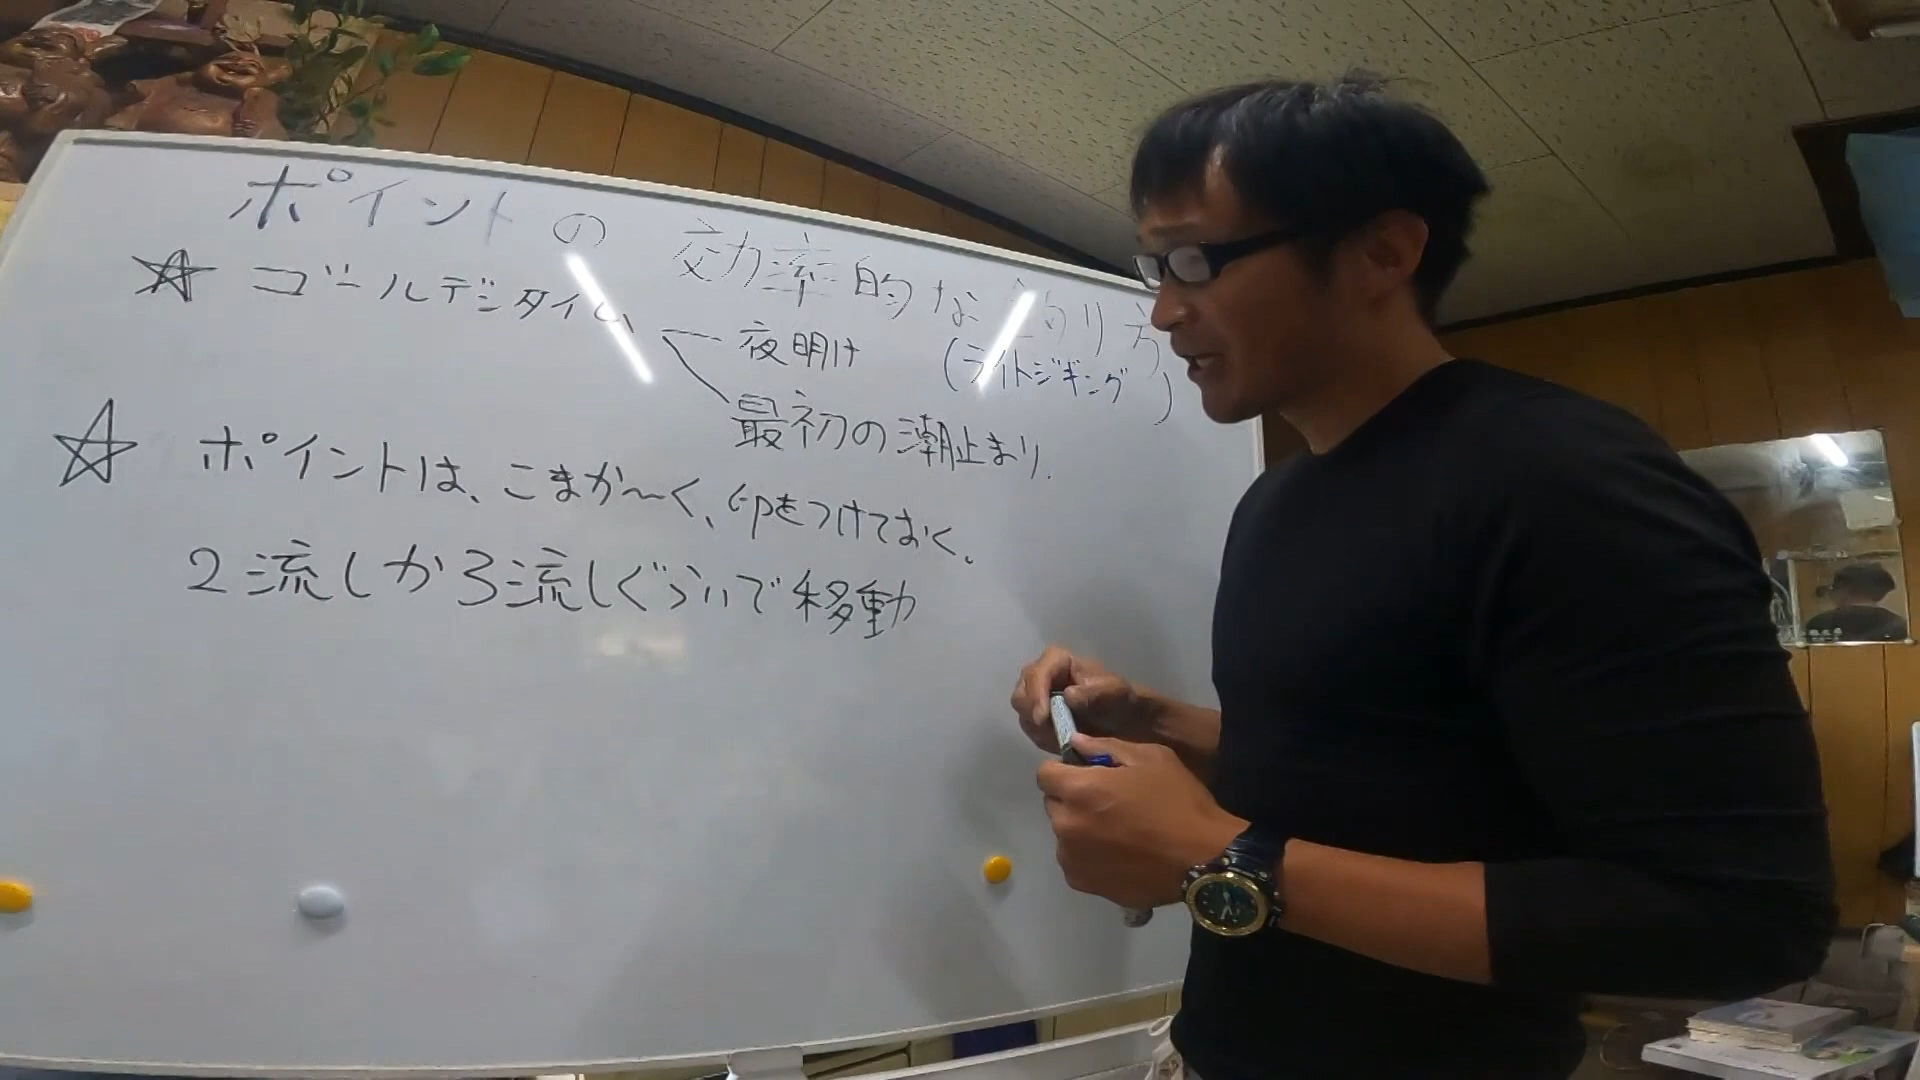 ポイントの効率的な釣り方
(ライトジギング)
☆ ゴールデンタイム
夜明け
最初の潮止まり.
☆ ポイントは、こまか〜く、印をつけておく。
2流しか3流しぐらいで移動